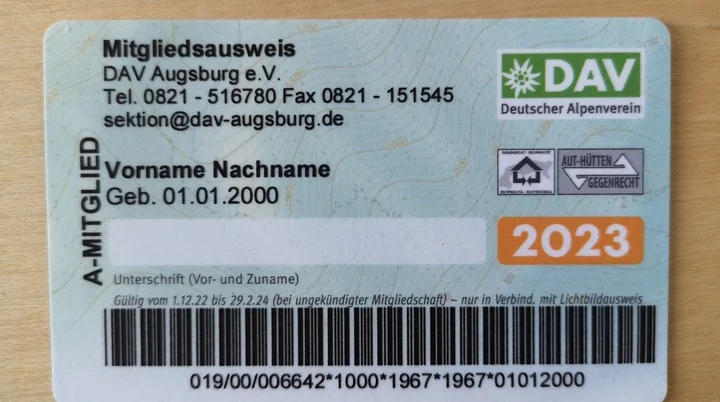 Mitgliedsausweis
DAV Augsburg e.V.
Tel. 0821 - 516780 Fax 0821 - 151545
sektion@dav-augsburg.de
DAV
Deutscher Alpenverein
A-MITGLIED
Vorname Nachname
Geb. 01.01.2000
AUT-HÜTTEN
GEGENRECHT
2023
Unterschrift (Vor- und Zuname)
Gültig vom 1.12.22 bis 29.2.24 (bei ungekündigter Mitgliedschaft) – nur in Verbind. mit Lichtbildausweis
019/00/006642*1000*1967*1967*01012000